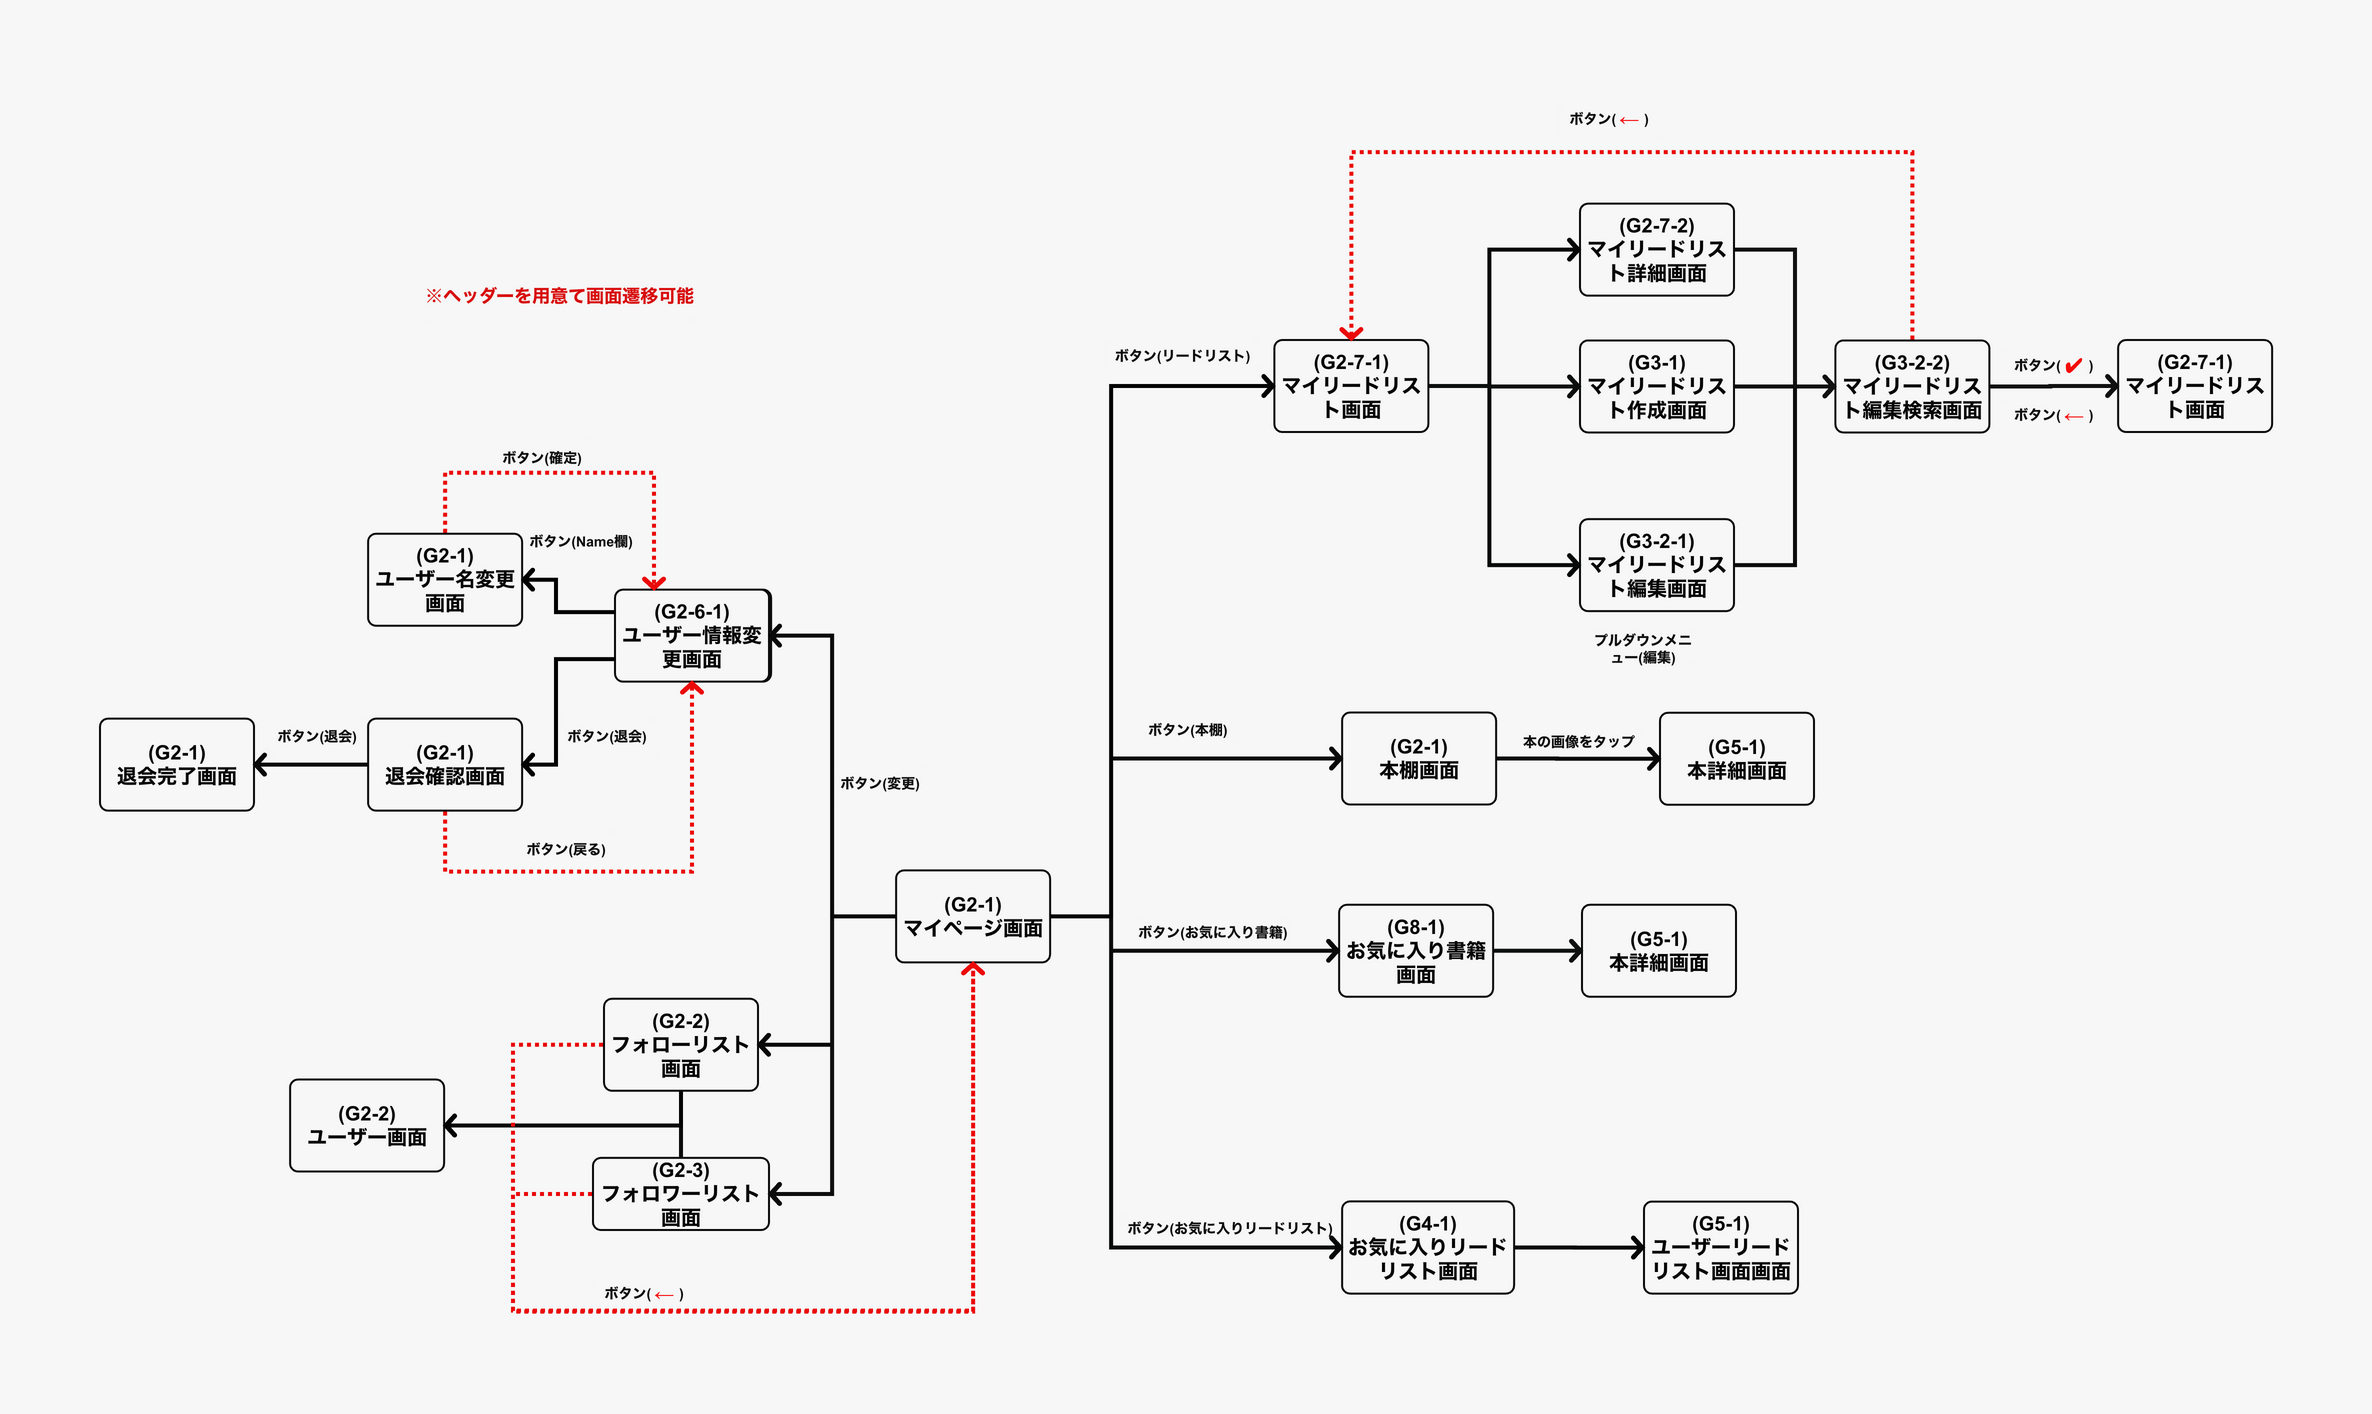 ボタン(← )
(G2-7-2)
マイリードリス
ト詳細画面
※ヘッダーを用意て画面遷移可能
ボタン(リードリスト)
(G2-7-1)
マイリードリス
ト画面
(G3-1)
マイリードリス
ト作成画面
(G3-2-2)
マイリードリス
ト編集検索画面
ボタン(✔ )
ボタン(← )
(G2-7-1)
マイリードリス
ト画面
ボタン(確定)
(G2-1)
ユーザー名変更
画面
ボタン(Name欄)
(G3-2-1)
マイリードリス
ト編集画面
プルダウンメニ
ュー(編集)
(G2-6-1)
ユーザー情報変
更画面
(G2-1)
退会完了画面
ボタン(退会)
(G2-1)
退会確認画面
ボタン(退会)
ボタン(変更)
ボタン(戻る)
ボタン(本棚)
(G2-1)
本棚画面
本の画像をタップ
(G5-1)
本詳細画面
(G2-1)
マイページ画面
ボタン(お気に入り書籍)
(G8-1)
お気に入り書籍
画面
(G5-1)
本詳細画面
(G2-2)
フォローリスト
画面
(G2-2)
ユーザー画面
(G2-3)
フォロワーリスト
画面
ボタン(← )
ボタン(お気に入りリードリスト)
(G4-1)
お気に入りリード
リスト画面
(G5-1)
ユーザーリード
リスト画面画面